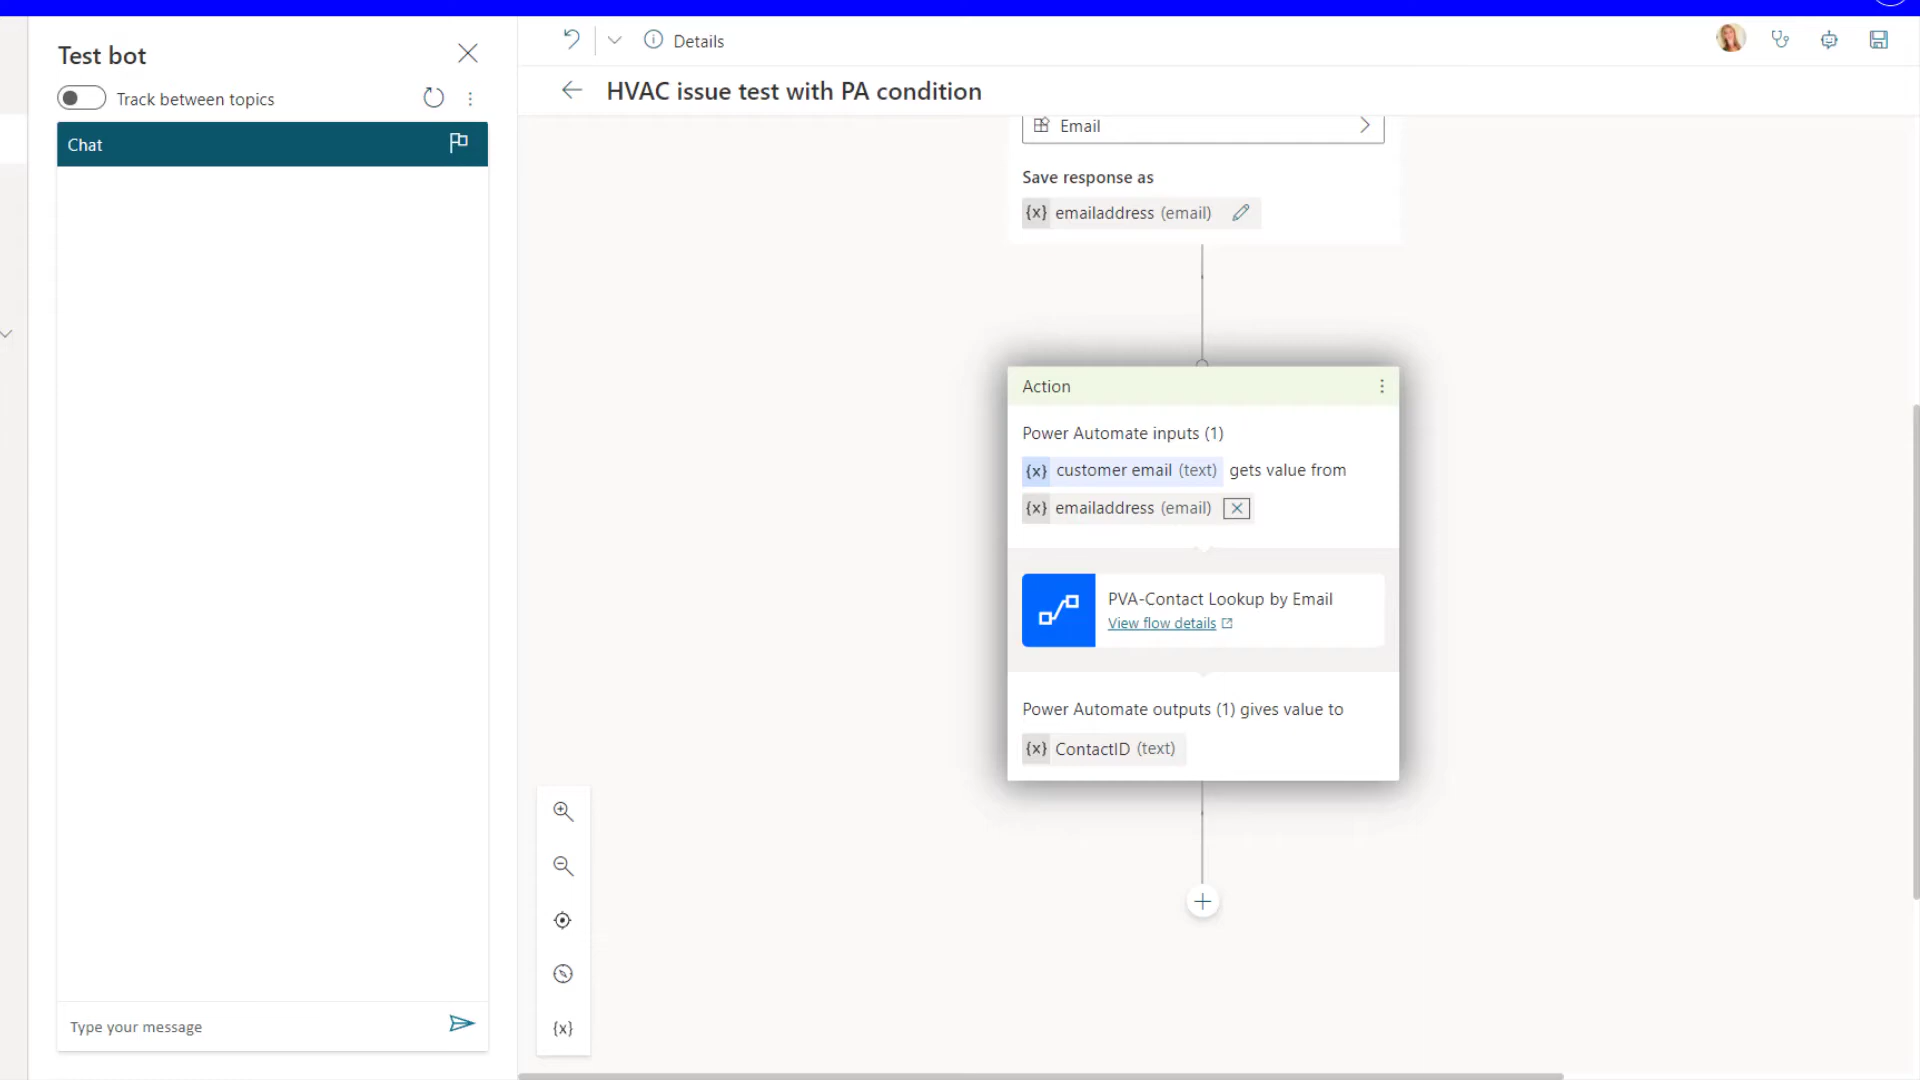 Test bot
Track between topics
Chat
Type your message
Details
HVAC issue test with PA condition
Email
Save response as
{x} emailaddress (email)
Action
Power Automate inputs (1)
{x} customer email (text) gets value from
{x} emailaddress (email)
PVA-Contact Lookup by Email
View flow details
Power Automate outputs (1) gives value to
{x} ContactID (text)
{x}